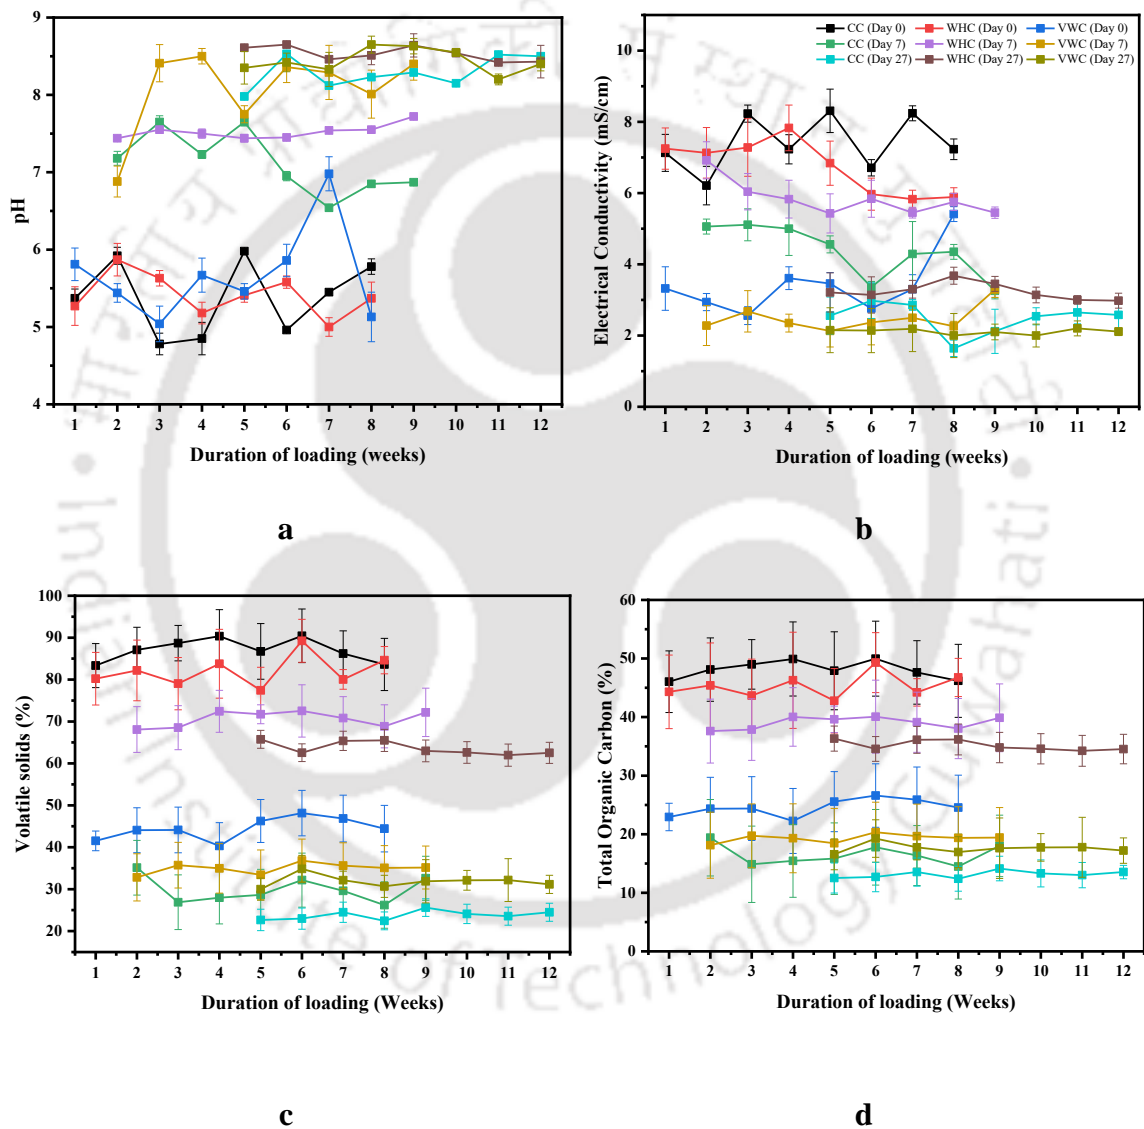 9
8
7
6
5
4
pH
1 2 3 4 5 6 7 8 9 10 11 12
Duration of loading (weeks)
a
CC (Day 0) WHC (Day 0) VWC (Day 0)
CC (Day 7) WHC (Day 7) VWC (Day 7)
CC (Day 27) WHC (Day 27) VWC (Day 27)
10
8
6
4
2
0
Electrical Conductivity (mS/cm)
1 2 3 4 5 6 7 8 9 10 11 12
Duration of loading (weeks)
b
100
90
80
70
60
50
40
30
20
Volatile solids (%)
1 2 3 4 5 6 7 8 9 10 11 12
Duration of loading (Weeks)
c
60
50
40
30
20
10
0
Total Organic Carbon (%)
1 2 3 4 5 6 7 8 9 10 11 12
Duration of loading (Weeks)
d
Institute of Technology Guwahati